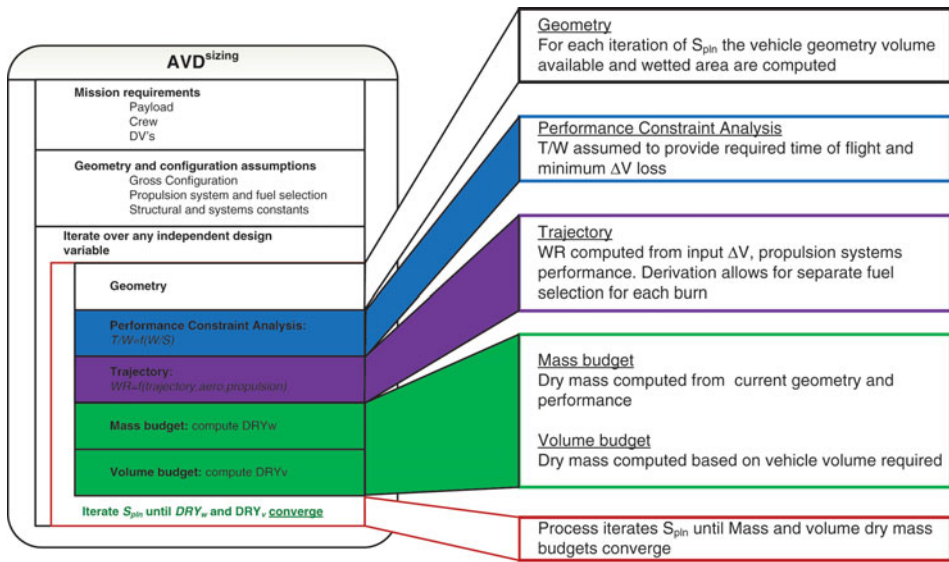 AVD^sizing
Mission requirements
Payload
Crew
DV's
Geometry and configuration assumptions
Gross Configuration
Propulsion system and fuel selection
Structural and systems constants
Iterate over any independent design
variable
Geometry
Performance Constraint Analysis:
T/W=f(W/S)
Trajectory:
WR=f(trajectory,aero,propulsion)
Mass budget: compute DRYw
Volume budget: compute DRYv
Iterate S_pln until DRY_w and DRY_v converge
Geometry
For each iteration of S_pln the vehicle geometry volume
available and wetted area are computed
Performance Constraint Analysis
T/W assumed to provide required time of flight and
minimum ΔV loss
Trajectory
WR computed from input ΔV, propulsion systems
performance. Derivation allows for separate fuel
selection for each burn
Mass budget
Dry mass computed from current geometry and
performance
Volume budget
Dry mass computed based on vehicle volume required
Process iterates S_pln until Mass and volume dry mass
budgets converge